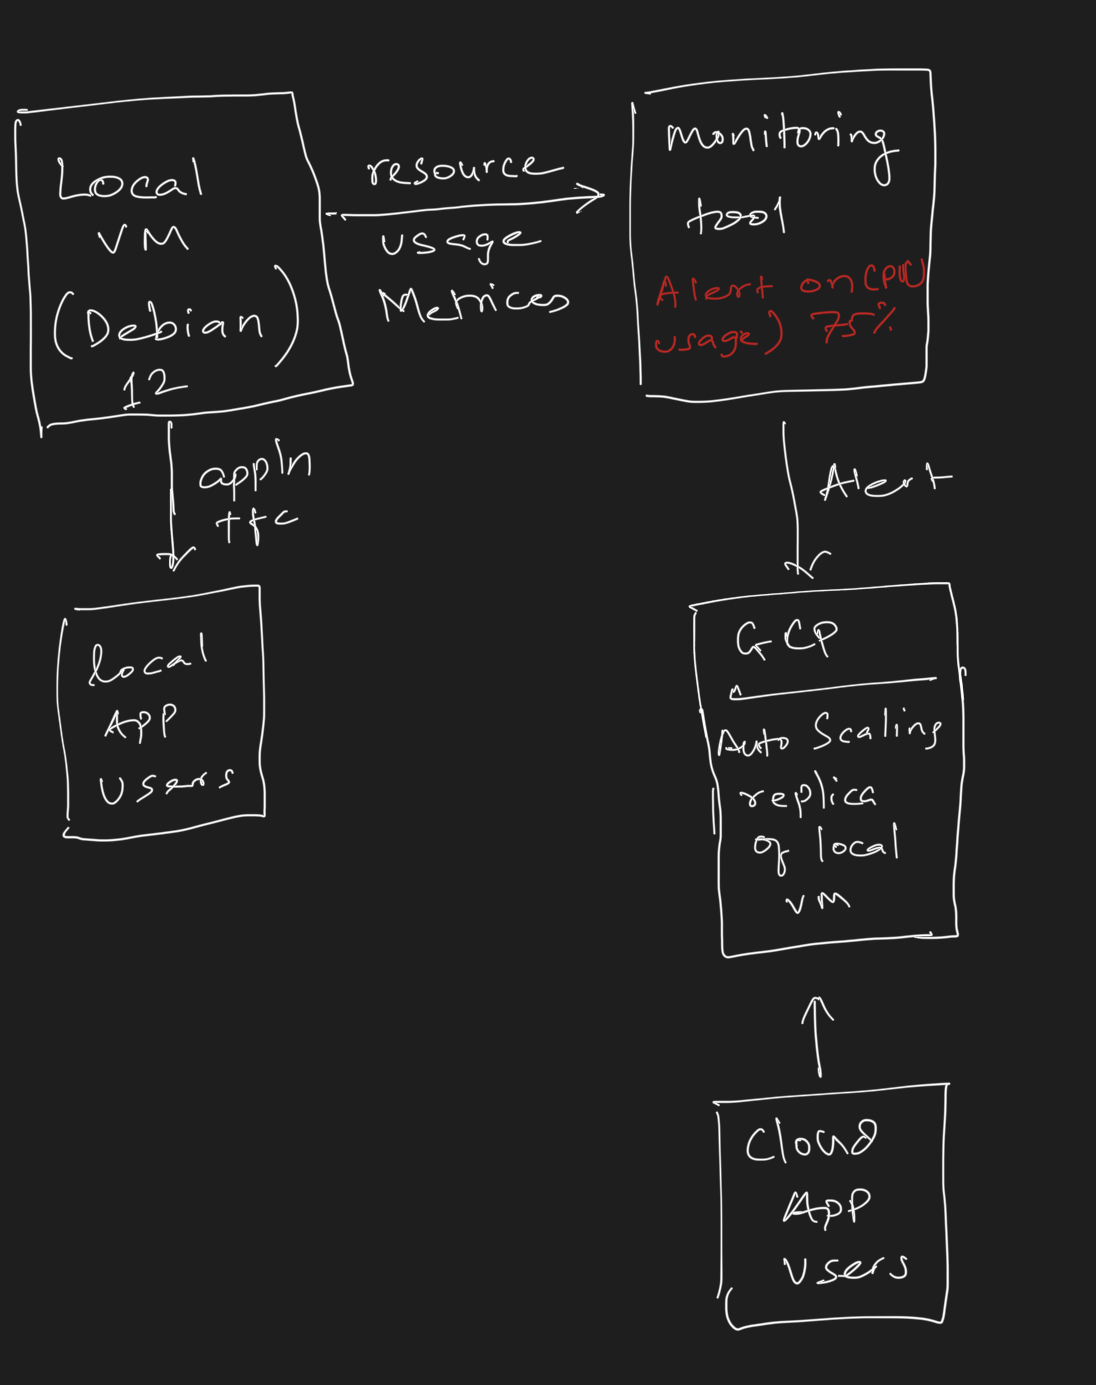 Local
VM
(Debian)
12
resource
usage
Metrices
monitoring
tool
Alert on (CPU
usage) 75%
appln
tfc
Alert
local
APP
users
GCP
Auto Scaling
replica
of local
VM
Cloud
APP
users